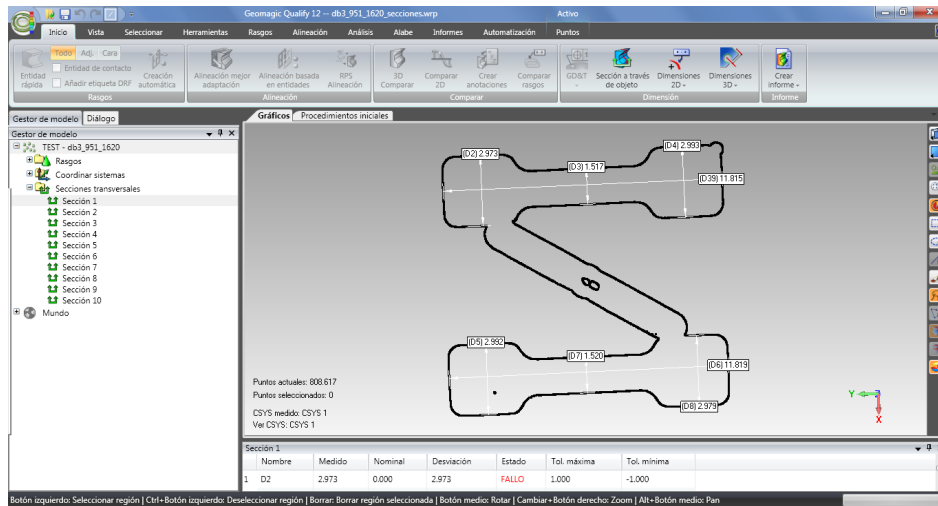 Geomagic Qualify 12 -- db3_951_1620_secciones.wrp
Activo
Inicio Vista Seleccionar Herramientas Rasgos Alineación Análisis Alabe Informes Automatización Puntos
Todo Adj. Cara
Entidad de contacto
Añadir etiqueta DRF
Entidad rápida
Creación automática
Alineación mejor adaptación
Alineación basada en entidades
RPS Alineación
3D Comparar
Comparar 2D
Crear anotaciones
Comparar rasgos
GD&T
Sección a través de objeto
Dimensiones 2D
Dimensiones 3D
Crear informe
Rasgos Alineación Comparar Dimensión Informe
Gestor de modelo Diálogo
Gráficos Procedimientos iniciales
Gestor de modelo
TEST - db3_951_1620
Rasgos
Coordinar sistemas
Secciones transversales
Sección 1
Sección 2
Sección 3
Sección 4
Sección 5
Sección 6
Sección 7
Sección 8
Sección 9
Sección 10
Mundo
(D2) 2.973
(D4) 2.993
(D3) 1.517
(D39) 11.815
8
(D5) 2.992
(D7) 1.520
(D6) 11.819
(D8) 2.979
Puntos actuales: 808.617
Puntos seleccionados: 0
CSYS medido: CSYS 1
Ver CSYS: CSYS 1
Y
X
Sección 1
Nombre Medido Nominal Desviación Estado Tol. máxima Tol. mínima
1 D2 2.973 0.000 2.973 FALLO 1.000 -1.000
Botón izquierdo: Seleccionar región | Ctrl+Botón izquierdo: Deseleccionar región | Borrar: Borrar región seleccionada | Botón medio: Rotar | Cambiar+Botón derecho: Zoom | Alt+Botón medio: Pan